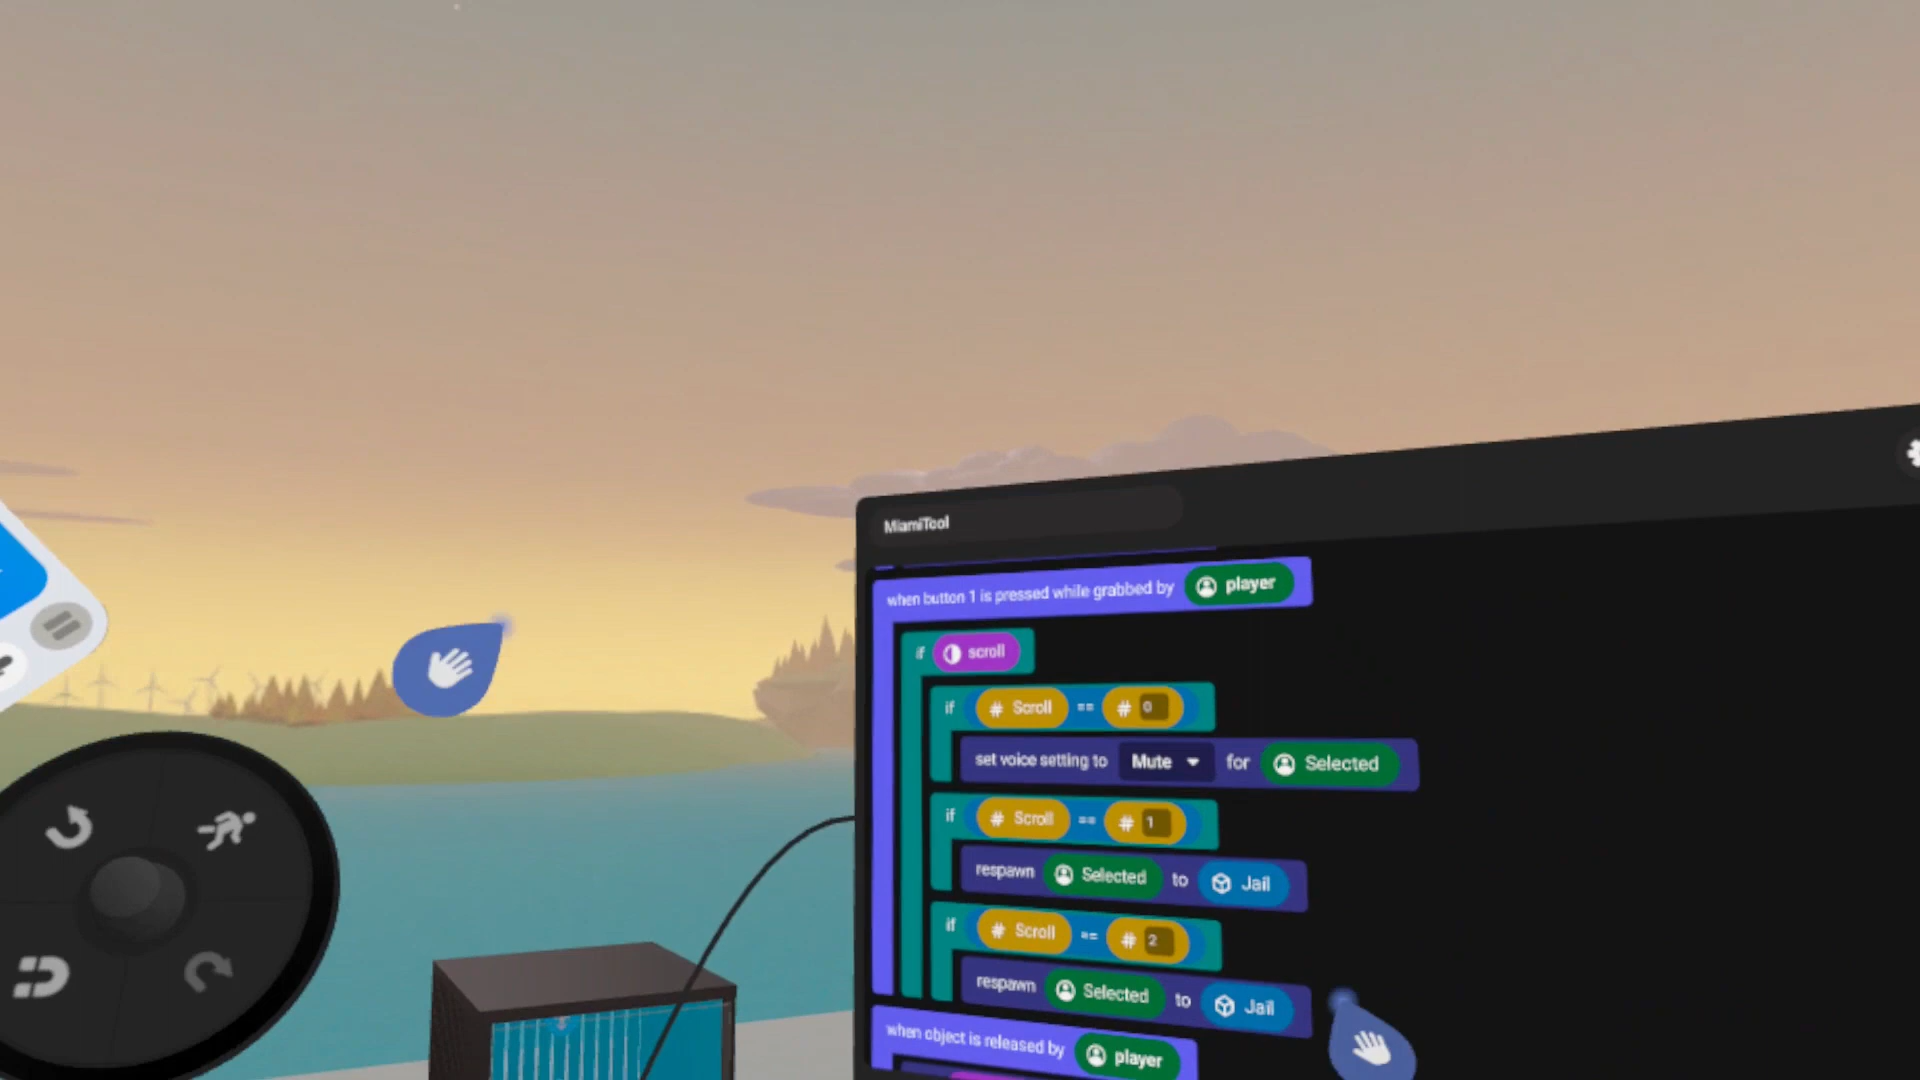 MiamiTool
when button 1 is pressed while grabbed by player
if scroll
if # Scroll == # 0
set voice setting to Mute for Selected
if # Scroll == # 1
respawn Selected to Jail
if # Scroll == # 2
respawn Selected to Jail
when object is released by player